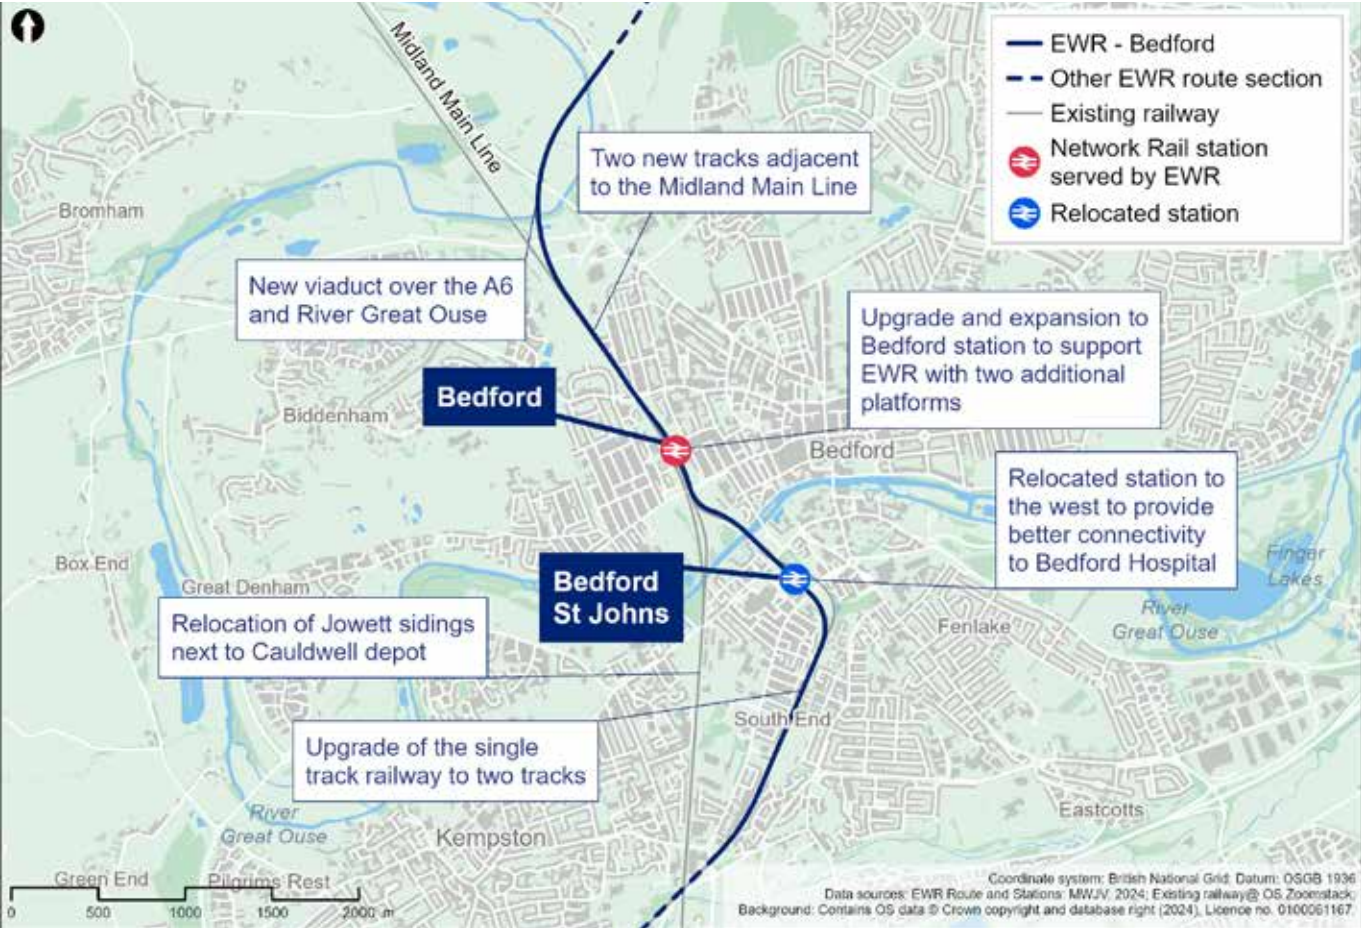 Midland Main Line
EWR - Bedford
Other EWR route section
Existing railway
Network Rail station
served by EWR
Relocated station
Two new tracks adjacent
to the Midland Main Line
Bromham
New viaduct over the A6
and River Great Ouse
Upgrade and expansion to
Bedford station to support
EWR with two additional
platforms
Bedford
Biddenham
Bedford
Relocated station to
the west to provide
better connectivity
to Bedford Hospital
Finger
Lakes
Box End
Great Denham
Bedford
St Johns
River
Great Ouse
Fenlake
Relocation of Jowett sidings
next to Cauldwell depot
South End
Upgrade of the single
track railway to two tracks
Eastcotts
River
Great Ouse
Kempston
Green End
Pilgrims Rest
0 500 1000 1500 2000 m
Coordinate system: British National Grid; Datum: OSGB 1936
Data sources: EWR Route and Stations: MWJV, 2024; Existing railway@ OS Zoomstack;
Background: Contains OS data © Crown copyright and database right (2024), Licence no. 0100061167.